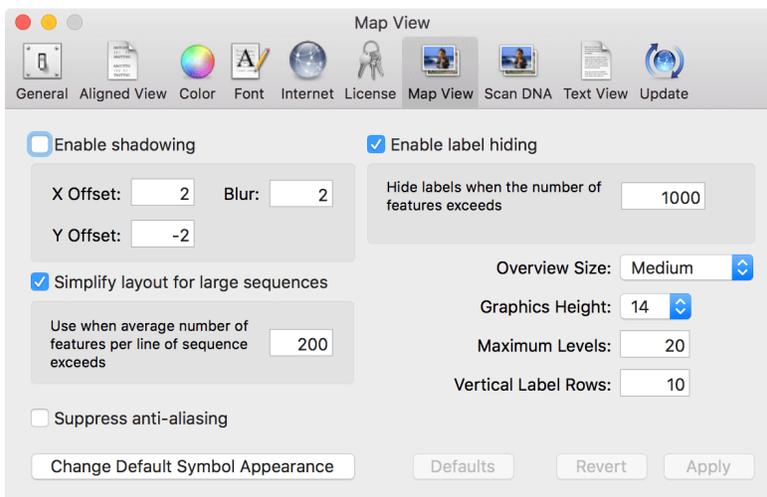 Map View
General Aligned View Color Font Internet License Map View Scan DNA Text View Update
Enable shadowing
X Offset: 2 Blur: 2
Y Offset: -2
Simplify layout for large sequences
Use when average number of
features per line of sequence
exceeds
200
Suppress anti-aliasing
Change Default Symbol Appearance
Enable label hiding
Hide labels when the number of
features exceeds
1000
Overview Size: Medium
Graphics Height: 14
Maximum Levels: 20
Vertical Label Rows: 10
Defaults Revert Apply